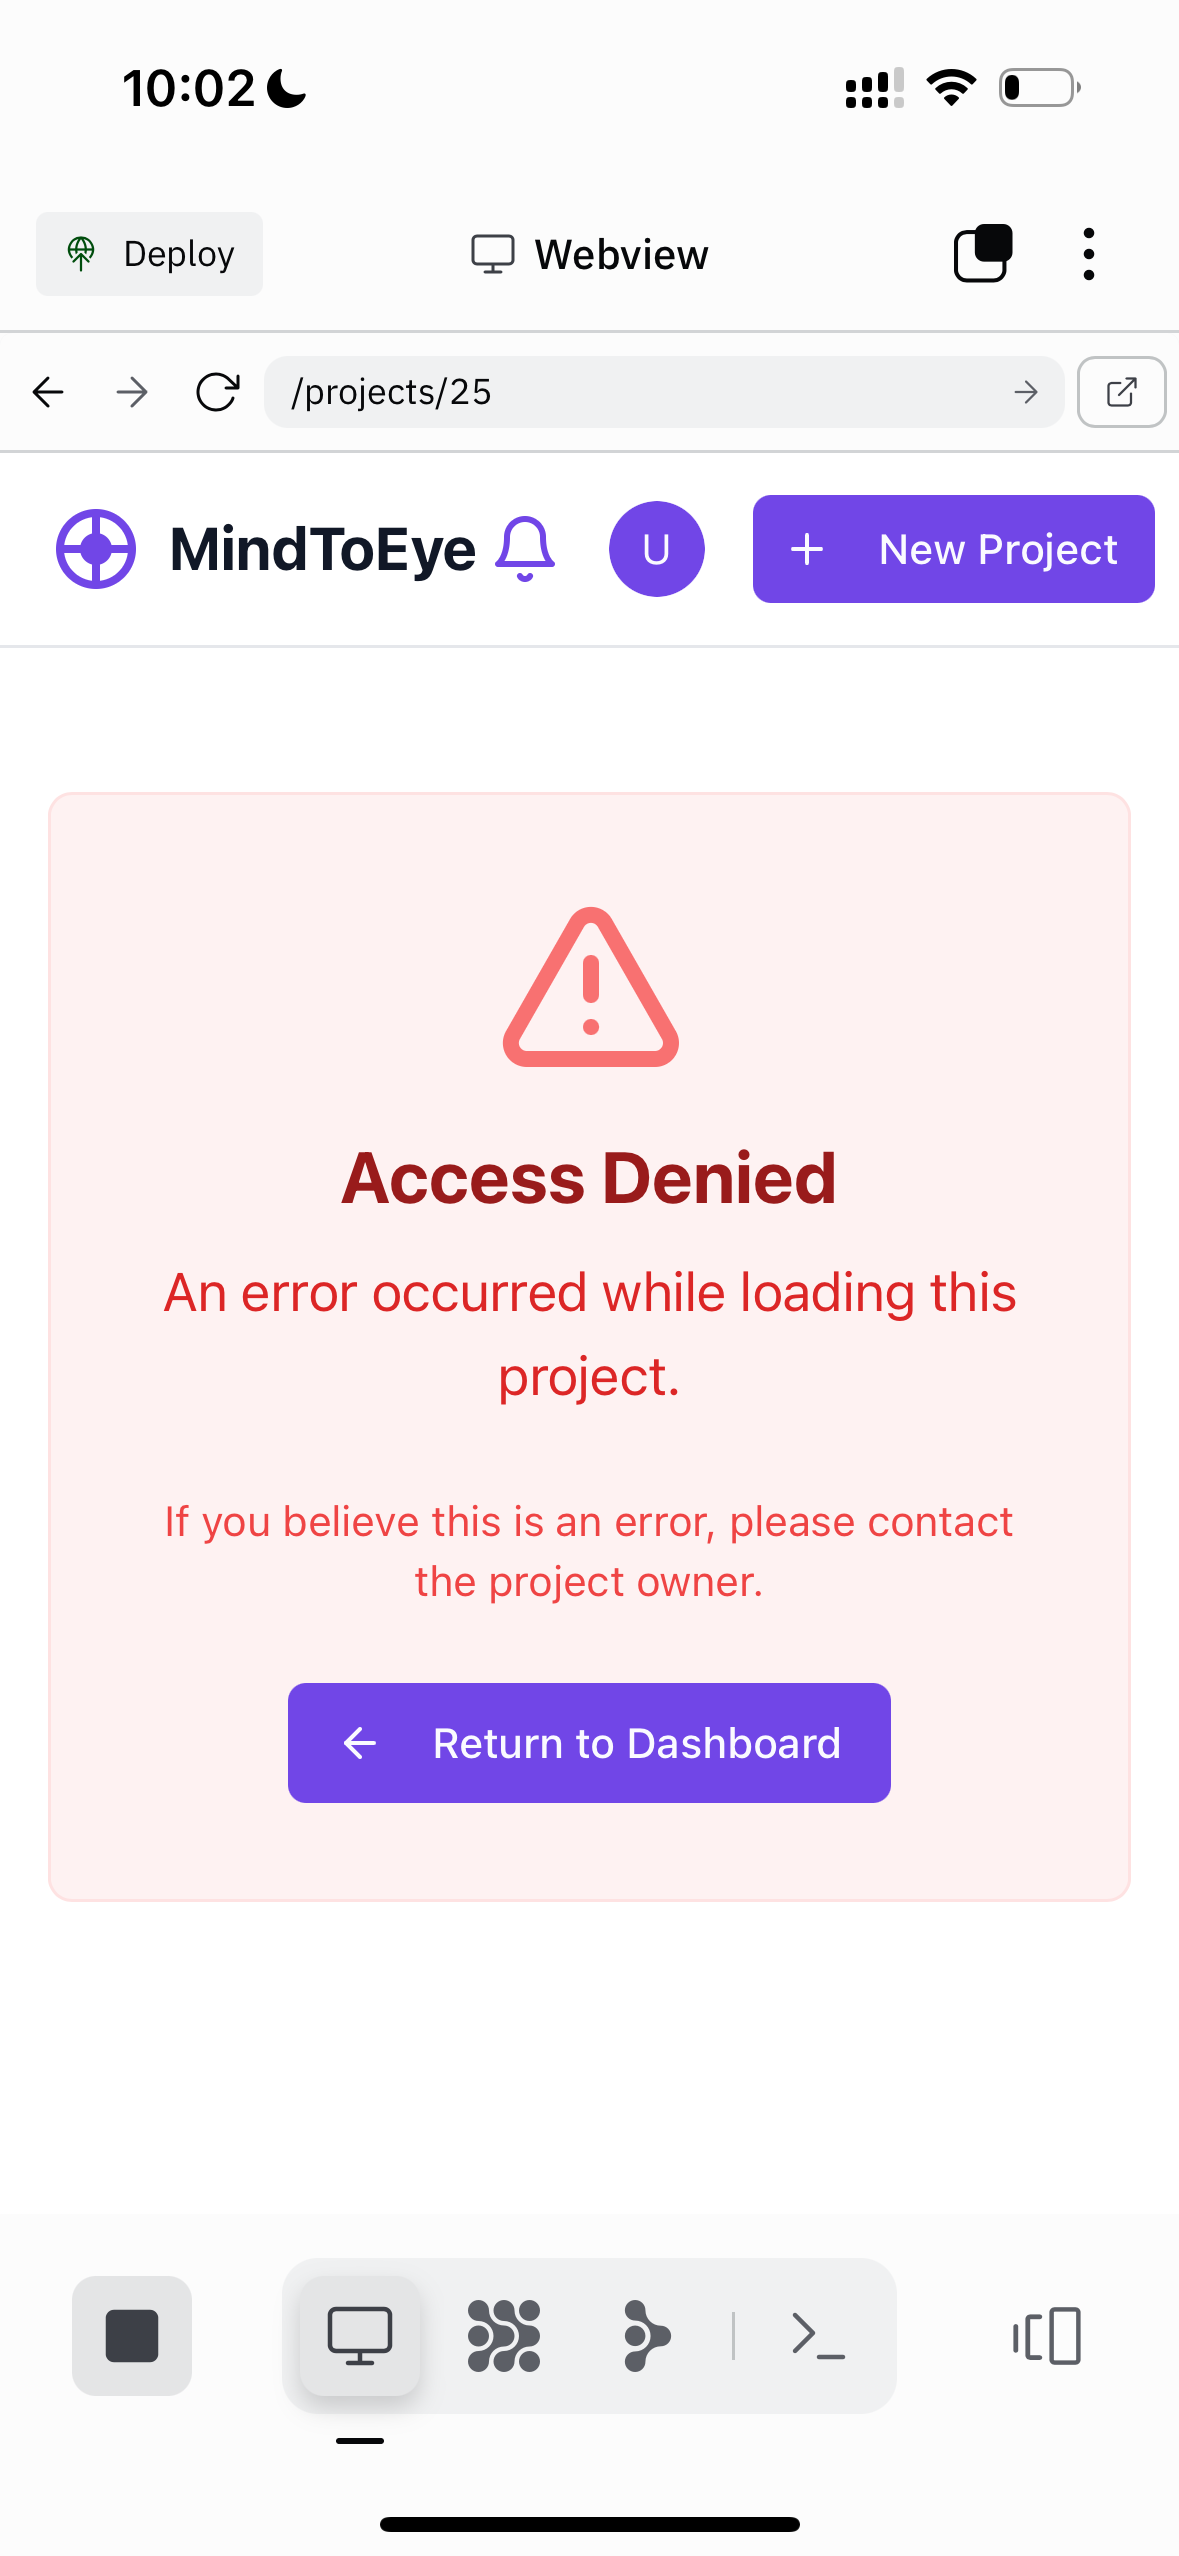 10:02
Deploy
Webview
/projects/25
MindToEye
U
New Project
Access Denied
An error occurred while loading this
project.
If you believe this is an error, please contact
the project owner.
Return to Dashboard